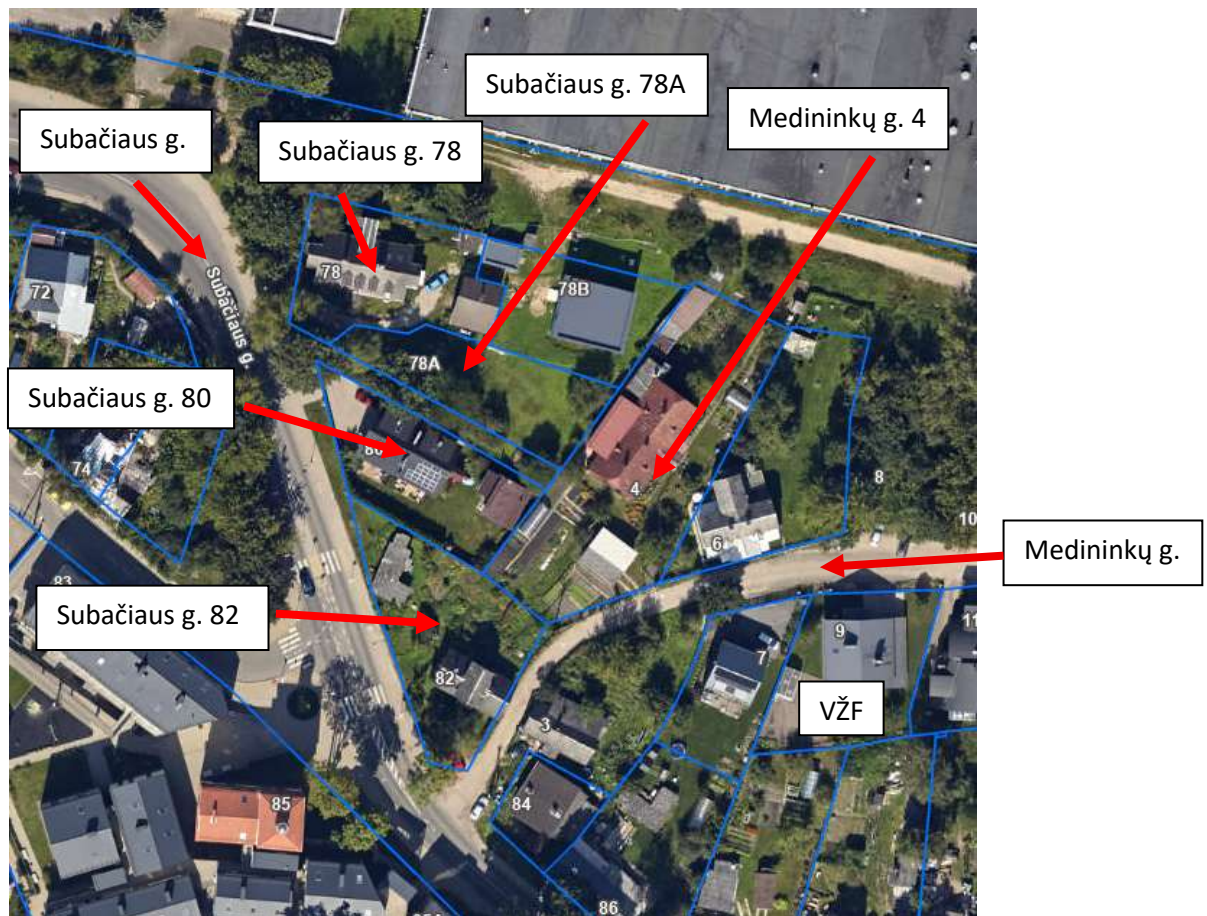 Subačiaus g. 78A
Medininkų g. 4
Subačiaus g.
Subačiaus g. 78
78
78B
72
Subačiaus g.
78A
Subačiaus g. 80
80
74
4
8
6
10
Medininkų g.
83
Subačiaus g. 82
9
11
7
82
VŽF
3
84
85
86